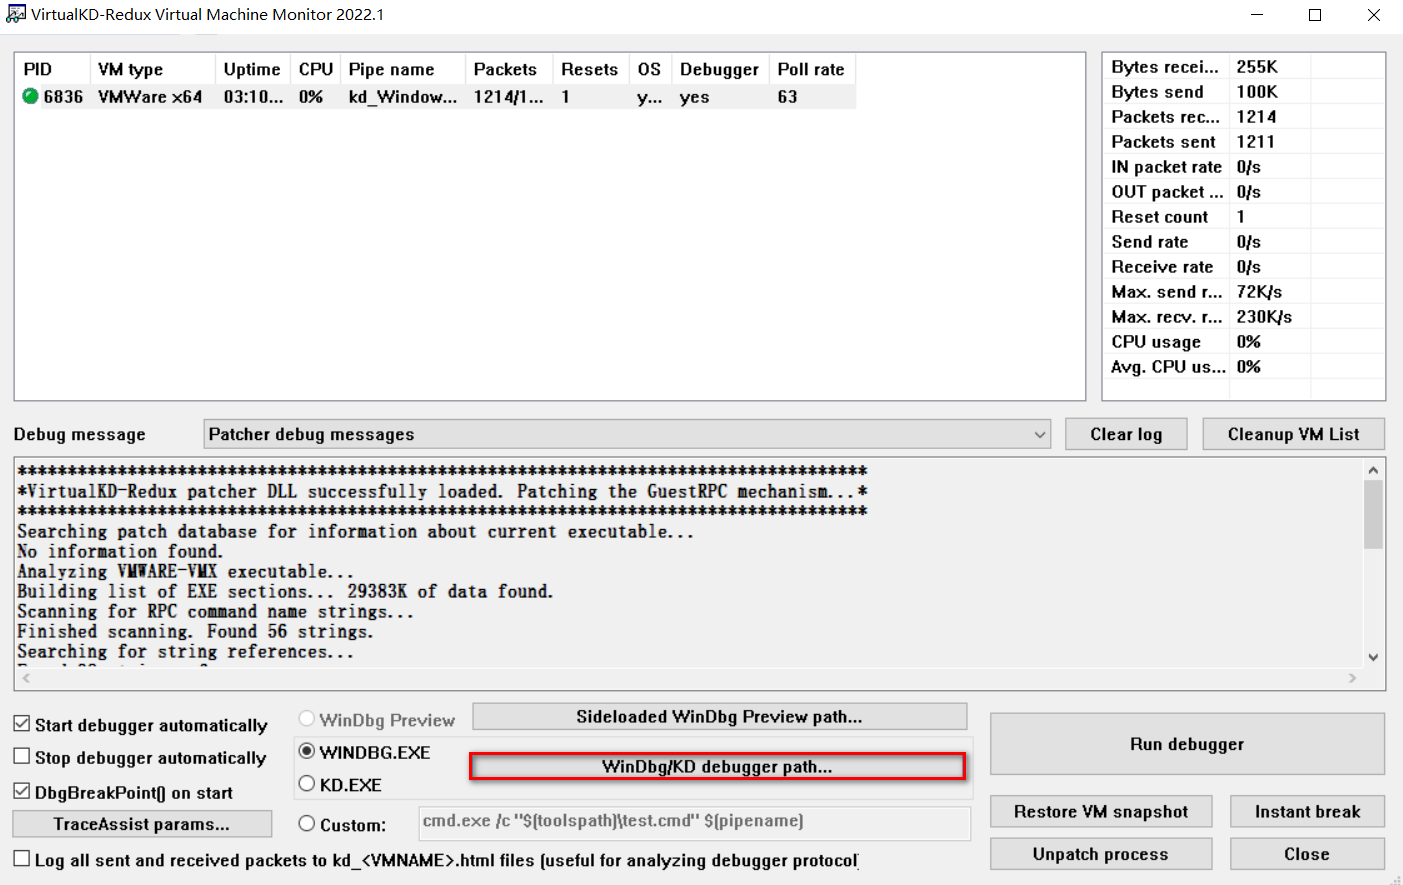 VirtualKD-Redux Virtual Machine Monitor 2022.1
PID VM type Uptime CPU Pipe name Packets Resets OS Debugger Poll rate
6836 VMWare x64 03:10... 0% kd_Window... 1214/1... 1 y... yes 63
Bytes recei... 255K
Bytes send 100K
Packets rec... 1214
Packets sent 1211
IN packet rate 0/s
OUT packet ... 0/s
Reset count 1
Send rate 0/s
Receive rate 0/s
Max. send r... 72K/s
Max. recv. r... 230K/s
CPU usage 0%
Avg. CPU us... 0%
Debug message Patcher debug messages Clear log Cleanup VM List
*************************************************************************************
*VirtualKD-Redux patcher DLL successfully loaded. Patching the GuestRPC mechanism...*
*************************************************************************************
Searching patch database for information about current executable...
No information found.
Analyzing VMWARE-VMX executable...
Building list of EXE sections... 29383K of data found.
Scanning for RPC command name strings...
Finished scanning. Found 56 strings.
Searching for string references...
Start debugger automatically
Stop debugger automatically
DbgBreakPoint() on start
TraceAssist params...
WinDbg Preview Sideloaded WinDbg Preview path...
WINDBG.EXE
WinDbg/KD debugger path...
KD.EXE
Custom: cmd.exe /c "$(toolspath)\test.cmd" $(pipename)
Log all sent and received packets to kd_<VMNAME>.html files (useful for analyzing debugger protocol)
Run debugger
Restore VM snapshot Instant break
Unpatch process Close